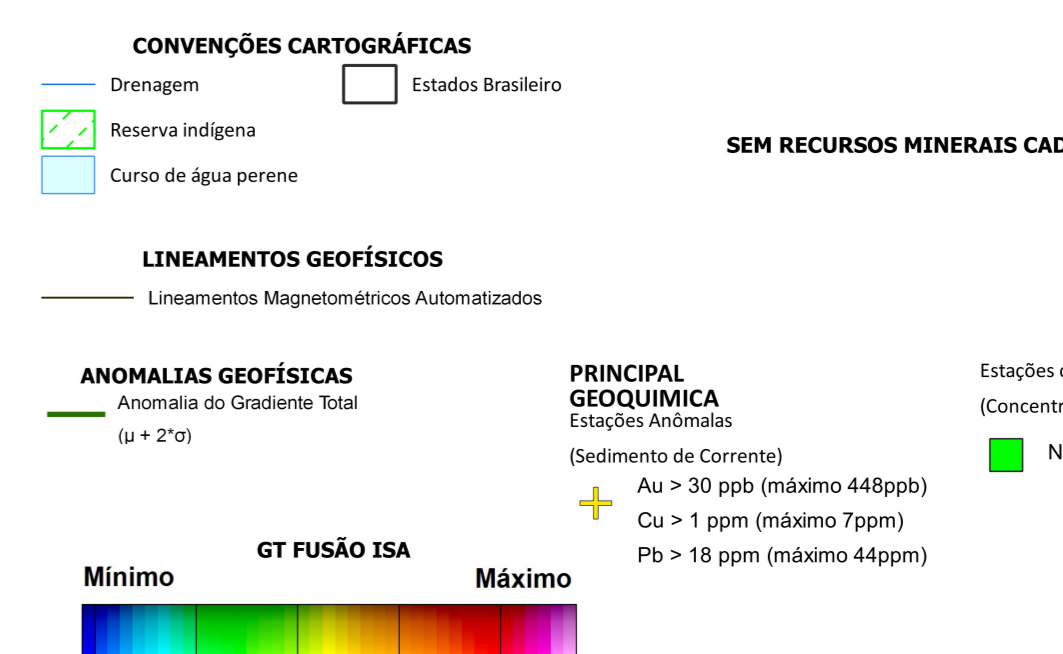 CONVENÇÕES CARTOGRÁFICAS
Drenagem
Estados Brasileiro
Reserva indígena
Curso de água perene
SEM RECURSOS MINERAIS
LINEAMENTOS GEOFÍSICOS
Lineamentos Magnetométricos Automatizados
ANOMALIAS GEOFÍSICAS
Anomalia do Gradiente Total
(µ + 2*σ)
PRINCIPAL
GEOQUIMICA
Estações Anômalas
(Sedimento de Corrente)
Au > 30 ppb (máximo 448ppb)
Cu > 1 ppm (máximo 7ppm)
Pb > 18 ppm (máximo 44ppm)
Estações
GT FUSÃO ISA
Mínimo
Máximo